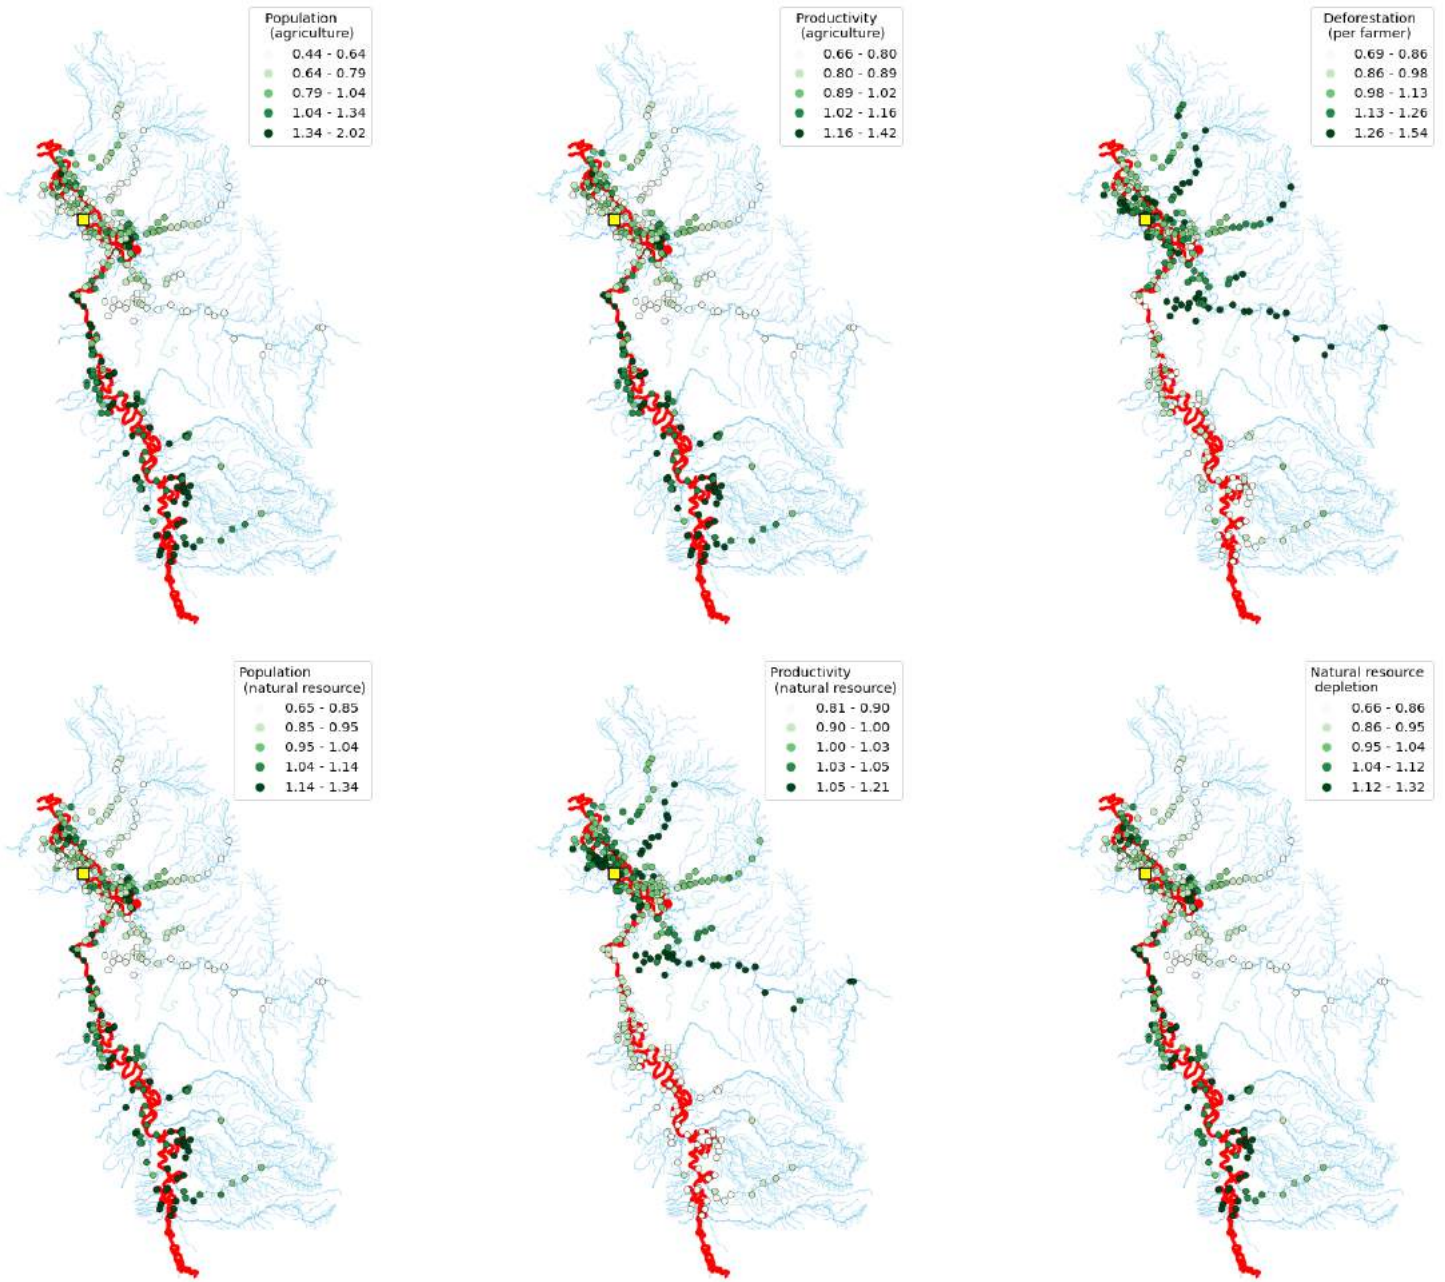 Population
(agriculture)
0.44 - 0.64
0.64 - 0.79
0.79 - 1.04
1.04 - 1.34
1.34 - 2.02
Productivity
(agriculture)
0.66 - 0.80
0.80 - 0.89
0.89 - 1.02
1.02 - 1.16
1.16 - 1.42
Deforestation
(per farmer)
0.69 - 0.86
0.86 - 0.98
0.98 - 1.13
1.13 - 1.26
1.26 - 1.54
Population
(natural resource)
0.65 - 0.85
0.85 - 0.95
0.95 - 1.04
1.04 - 1.14
1.14 - 1.34
Productivity
(natural resource)
0.81 - 0.90
0.90 - 1.00
1.00 - 1.03
1.03 - 1.05
1.05 - 1.21
Natural resource
depletion
0.66 - 0.86
0.86 - 0.95
0.95 - 1.04
1.04 - 1.12
1.12 - 1.32